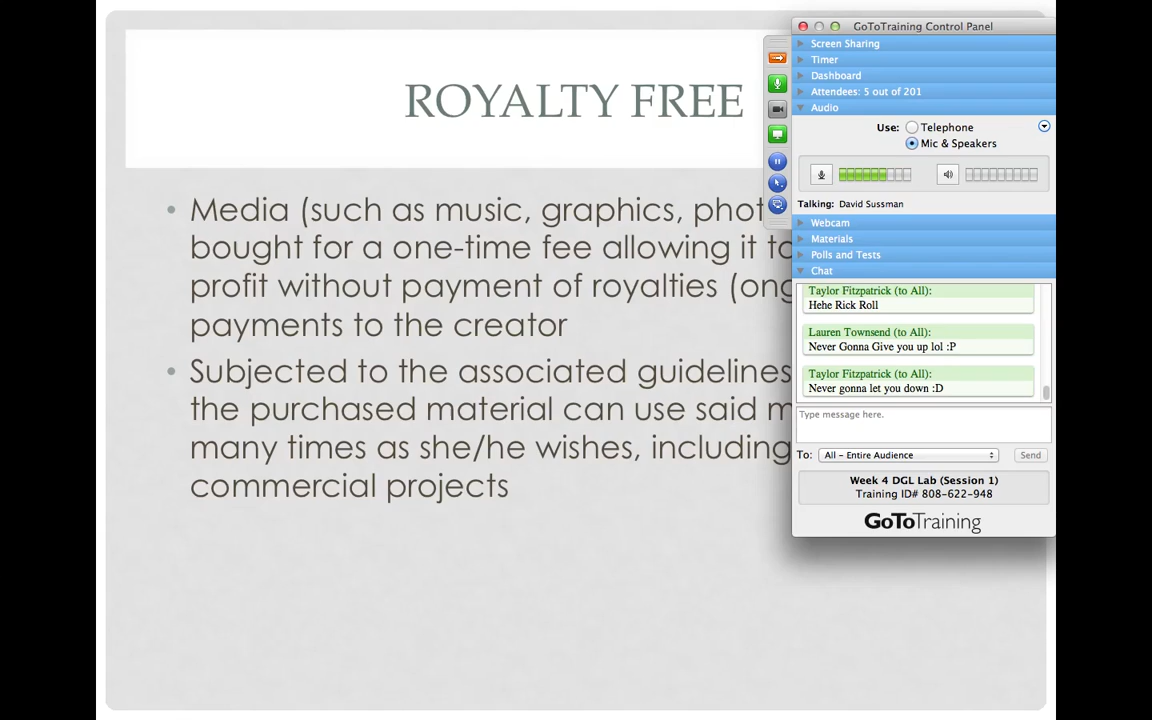 ROYALTY FREE
• Media (such as music, graphics, phot
bought for a one-time fee allowing it to
profit without payment of royalties (ong
payments to the creator
• Subjected to the associated guidelines
the purchased material can use said m
many times as she/he wishes, including
commercial projects
GoToTraining Control Panel
Screen Sharing
Timer
Dashboard
Attendees: 5 out of 201
Audio
Use: Telephone
Mic & Speakers
Talking: David Sussman
Webcam
Materials
Polls and Tests
Chat
Taylor Fitzpatrick (to All):
Hehe Rick Roll
Lauren Townsend (to All):
Never Gonna Give you up lol :P
Taylor Fitzpatrick (to All):
Never gonna let you down :D
Type message here.
To: All - Entire Audience Send
Week 4 DGL Lab (Session 1)
Training ID# 808-622-948
GoToTraining